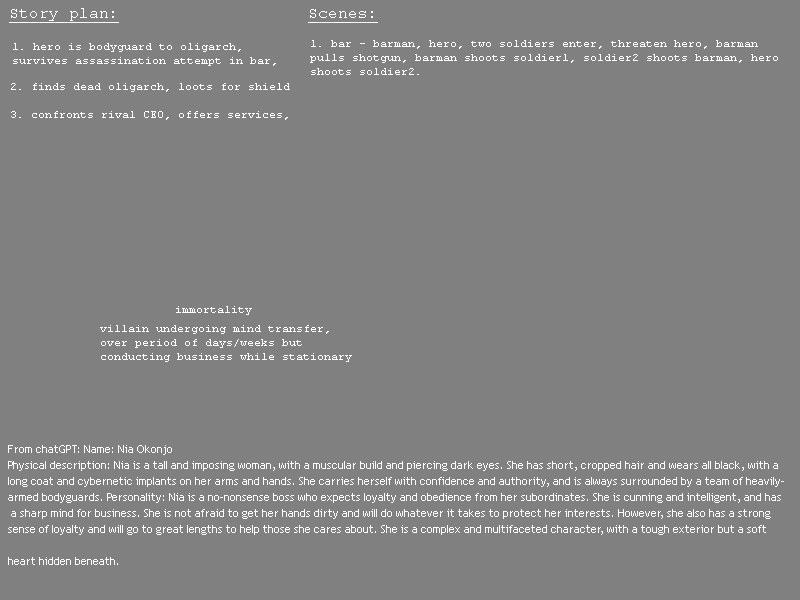 Story plan:
1. hero is bodyguard to oligarch,
survives assassination attempt in bar,
2. finds dead oligarch, loots for shield
3. confronts rival CEO, offers services,
Scenes:
1. bar - barman, hero, two soldiers enter, threaten hero, barman
pulls shotgun, barman shoots soldier1, soldier2 shoots barman, hero
shoots soldier2.
immortality
villain undergoing mind transfer,
over period of days/weeks but
conducting business while stationary
From chatGPT: Name: Nia Okonjo
Physical description: Nia is a tall and imposing woman, with a muscular build and piercing dark eyes. She has short, cropped hair and wears all black, with a
long coat and cybernetic implants on her arms and hands. She carries herself with confidence and authority, and is always surrounded by a team of heavily-
armed bodyguards. Personality: Nia is a no-nonsense boss who expects loyalty and obedience from her subordinates. She is cunning and intelligent, and has
a sharp mind for business. She is not afraid to get her hands dirty and will do whatever it takes to protect her interests. However, she also has a strong
sense of loyalty and will go to great lengths to help those she cares about. She is a complex and multifaceted character, with a tough exterior but a soft
heart hidden beneath.